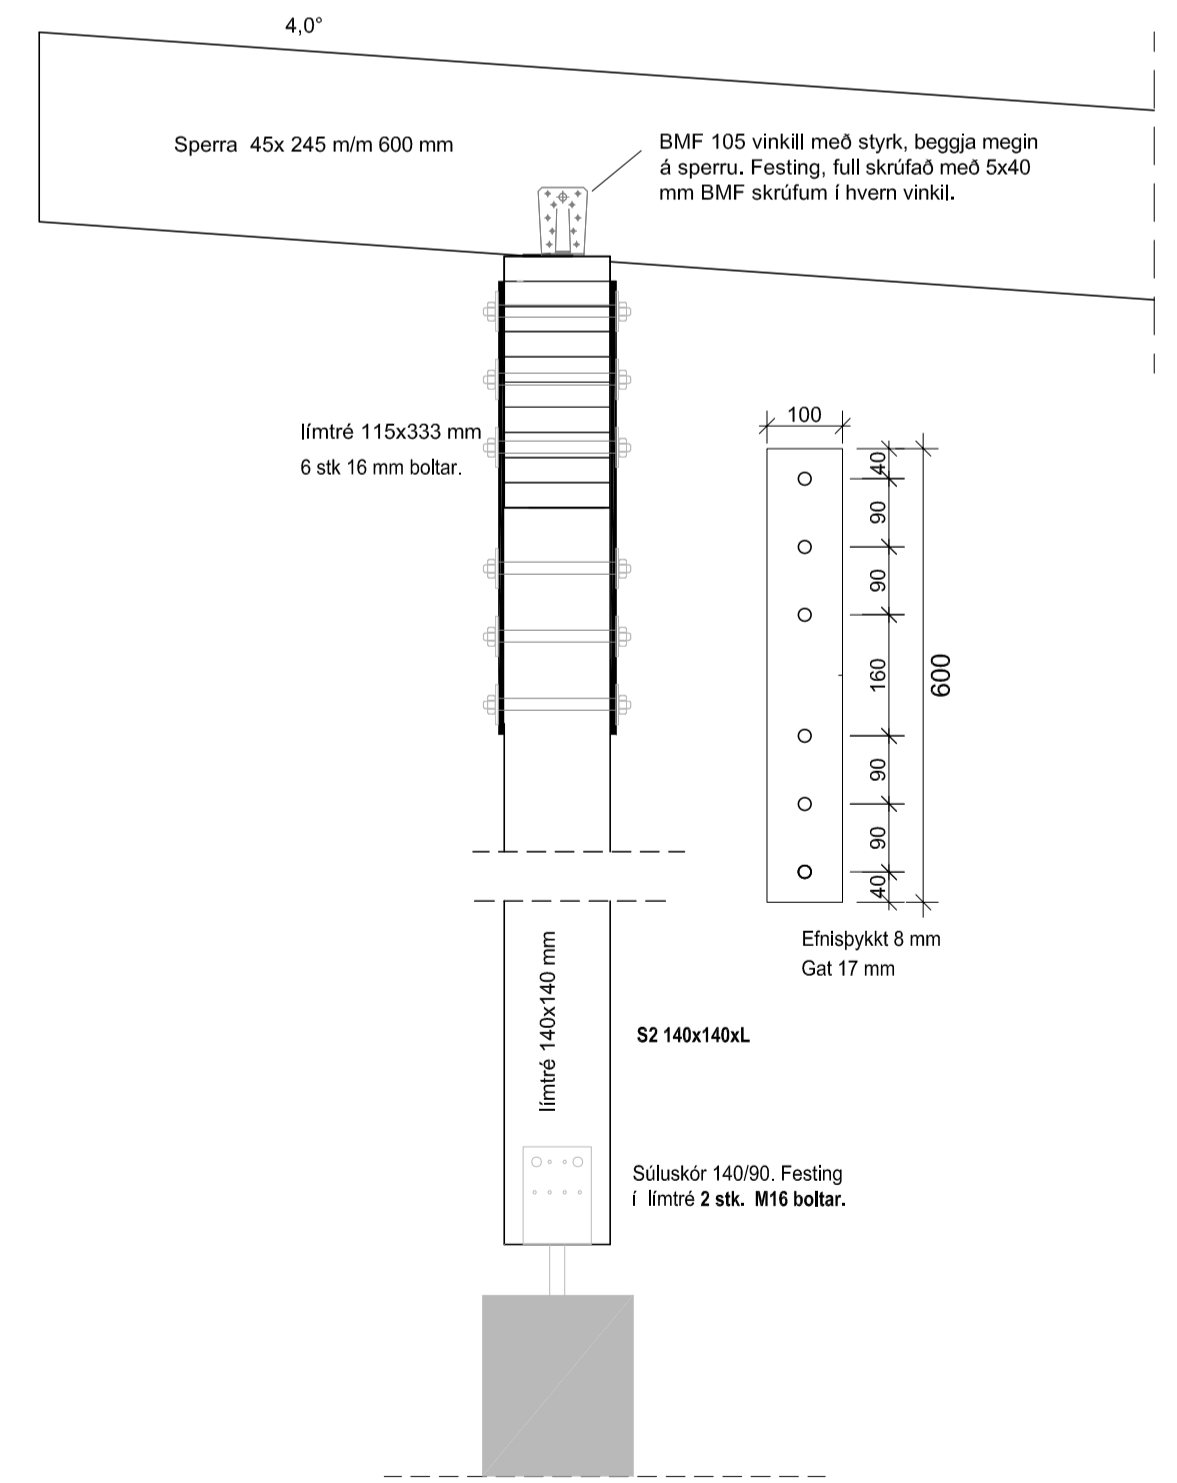 4,0°
Sperra 45x 245 m/m 600 mm
BMF 105 vinkill með styrk, beggja megin
á sperru. Festing, full skrúfað með 5x40
mm BMF skrúfum í hvern vinkil.
límtré 115x333 mm
6 stk 16 mm boltar.
100
40
90
90
160
90
90
40
600
Efnisþykkt 8 mm
Gat 17 mm
límtré 140x140 mm
S2 140x140xL
Súluskór 140/90. Festing
í límtré 2 stk. M16 boltar.